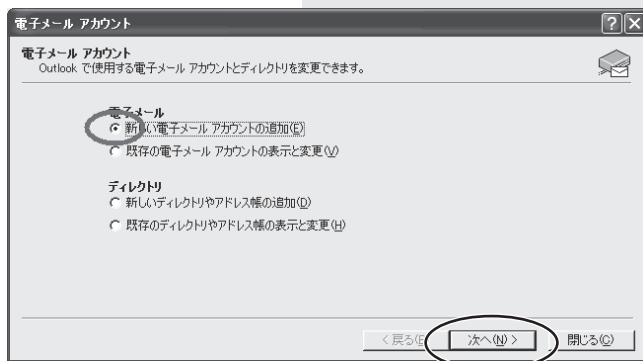 電子メール アカウント
電子メール アカウント
Outlook で使用する電子メール アカウントとディレクトリを変更できます。
電子メール
新しい電子メール アカウントの追加(E)
既存の電子メール アカウントの表示と変更(V)
ディレクトリ
新しいディレクトリやアドレス帳の追加(D)
既存のディレクトリやアドレス帳の表示と変更(H)
< 戻る(B 次へ(N) > 閉じる(C)